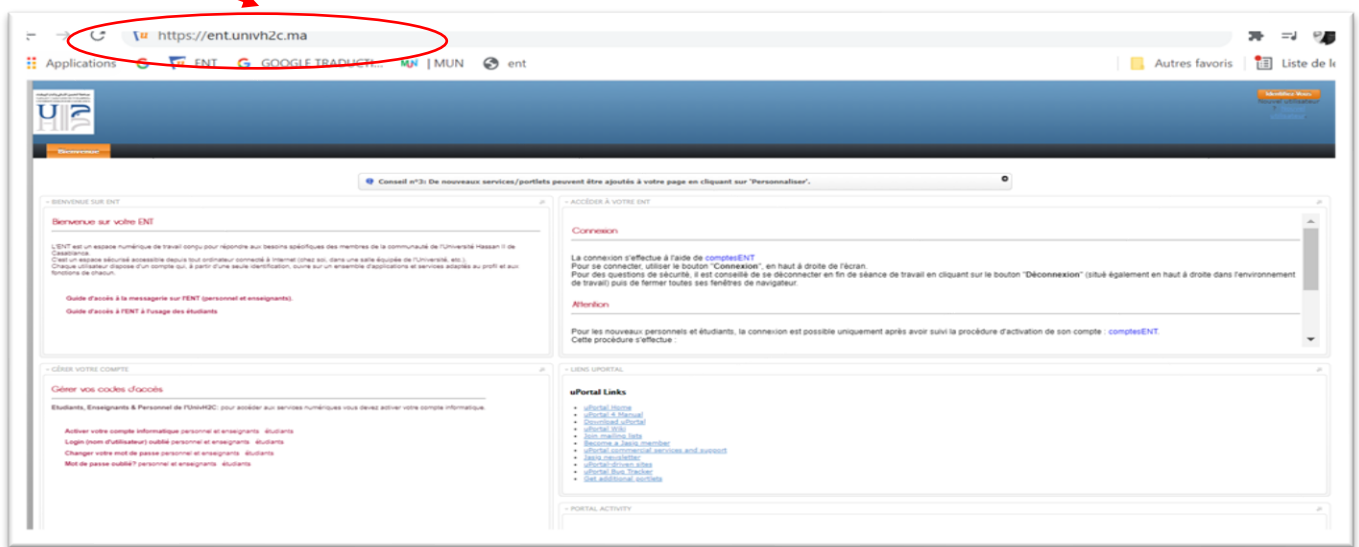 https://ent.univh2c.ma
Applications ENT GOOGLE TRADUCTI... MUN | MUN ent Autres favoris Liste de le
Identifiez Vous
Nouvel utilisateur
?
Bienvenue
Conseil n°3: De nouveaux services/portlets peuvent être ajoutés à votre page en cliquant sur 'Personnaliser'.
BIENVENUE SUR ENT
Bienvenue sur votre ENT
L'ENT est un espace numérique de travail conçu pour répondre aux besoins spécifiques des membres de la communauté de l'Université Hassan II de
Casablanca.
C'est un espace sécurisé accessible depuis tout ordinateur connecté à Internet (chez soi, dans une salle équipée de l'Université, etc.).
Chaque utilisateur dispose d'un compte qui, à partir d'une seule identification, ouvre sur un ensemble d'applications et services adaptés au profil et aux
fonctions de chacun.
Guide d'accès à la messagerie sur l'ENT (personnel et enseignants).
Guide d'accès à l'ENT à l'usage des étudiants
ACCÉDER À VOTRE ENT
Connexion
La connexion s'effectue à l'aide de comptesENT
Pour se connecter, utiliser le bouton "Connexion", en haut à droite de l'écran.
Pour des questions de sécurité, il est conseillé de se déconnecter en fin de séance de travail en cliquant sur le bouton "Déconnexion" (situé également en haut à droite dans l'environnement
de travail) puis de fermer toutes ses fenêtres de navigateur.
Attention
Pour les nouveaux personnels et étudiants, la connexion est possible uniquement après avoir suivi la procédure d'activation de son compte : comptesENT.
Cette procédure s'effectue :
GÉRER VOTRE COMPTE
Gérer vos codes d'accès
Etudiants, Enseignants & Personnel de l'UnivH2C: pour accéder aux services numériques vous devez activer votre compte informatique.
Activer votre compte informatique personnel et enseignants étudiants
Login (nom d'utilisateur) oublié personnel et enseignants étudiants
Changer votre mot de passe personnel et enseignants étudiants
Mot de passe oublié? personnel et enseignants étudiants
LIENS UPORTAL
uPortal Links
uPortal Home
uPortal 4 Manual
Download uPortal
uPortal Wiki
Join mailing lists
Become a Jasig member
uPortal commercial services and support
Jasig newsletter
uPortal-driven sites
uPortal Bug Tracker
Get additional portlets
PORTAL ACTIVITY